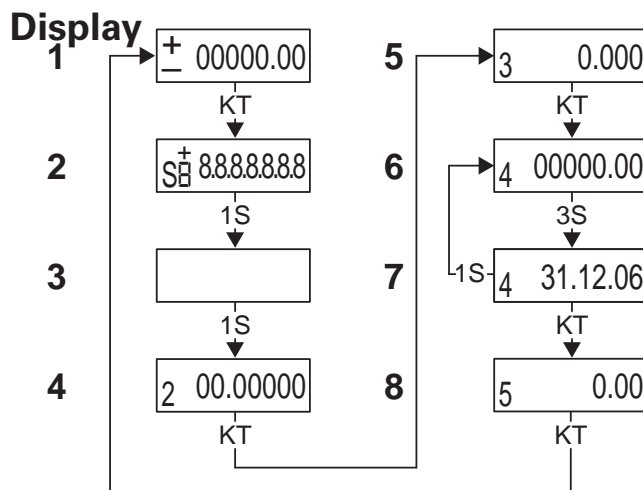 Display
1
+
− 00000.00
KT
2
S8 + 8.8.8.8.8.8.8
1S
3
1S
4
2 00.00000
KT
5
3 0.000
KT
6
4 00000.00
3S
7
1S
4 31.12.06
KT
8
5 0.00
KT